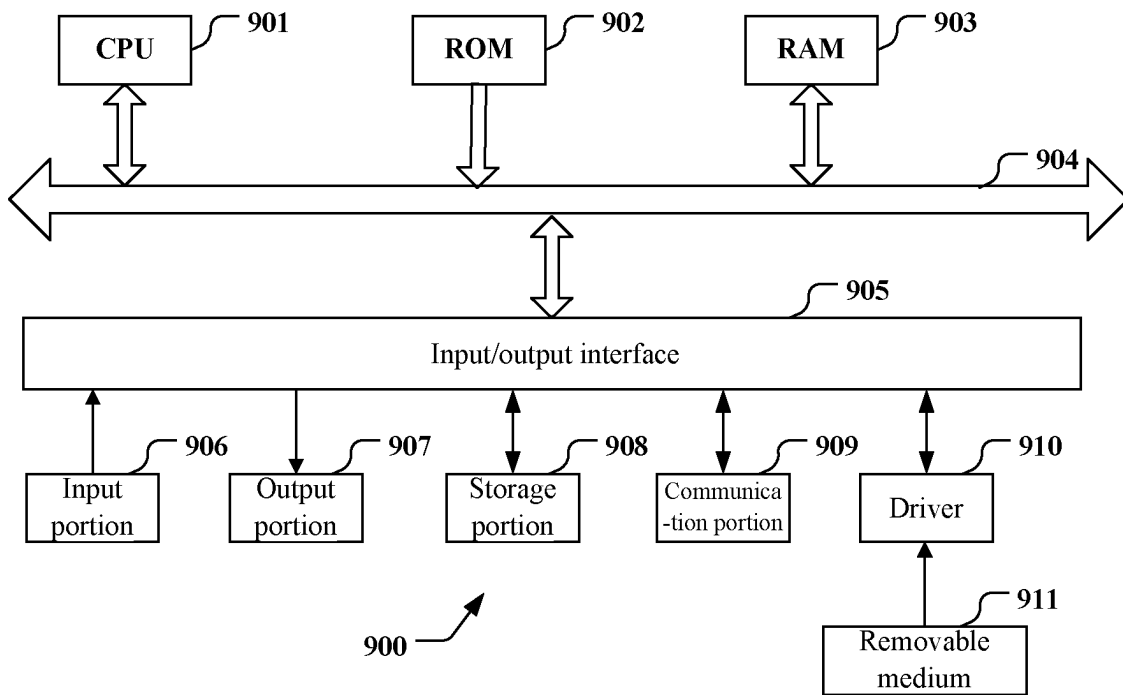 901
902
903
CPU
ROM
RAM
904
905
Input/output interface
906
907
908
909
910
Input
portion
Output
portion
Storage
portion
Communica
-tion portion
Driver
900
911
Removable
medium